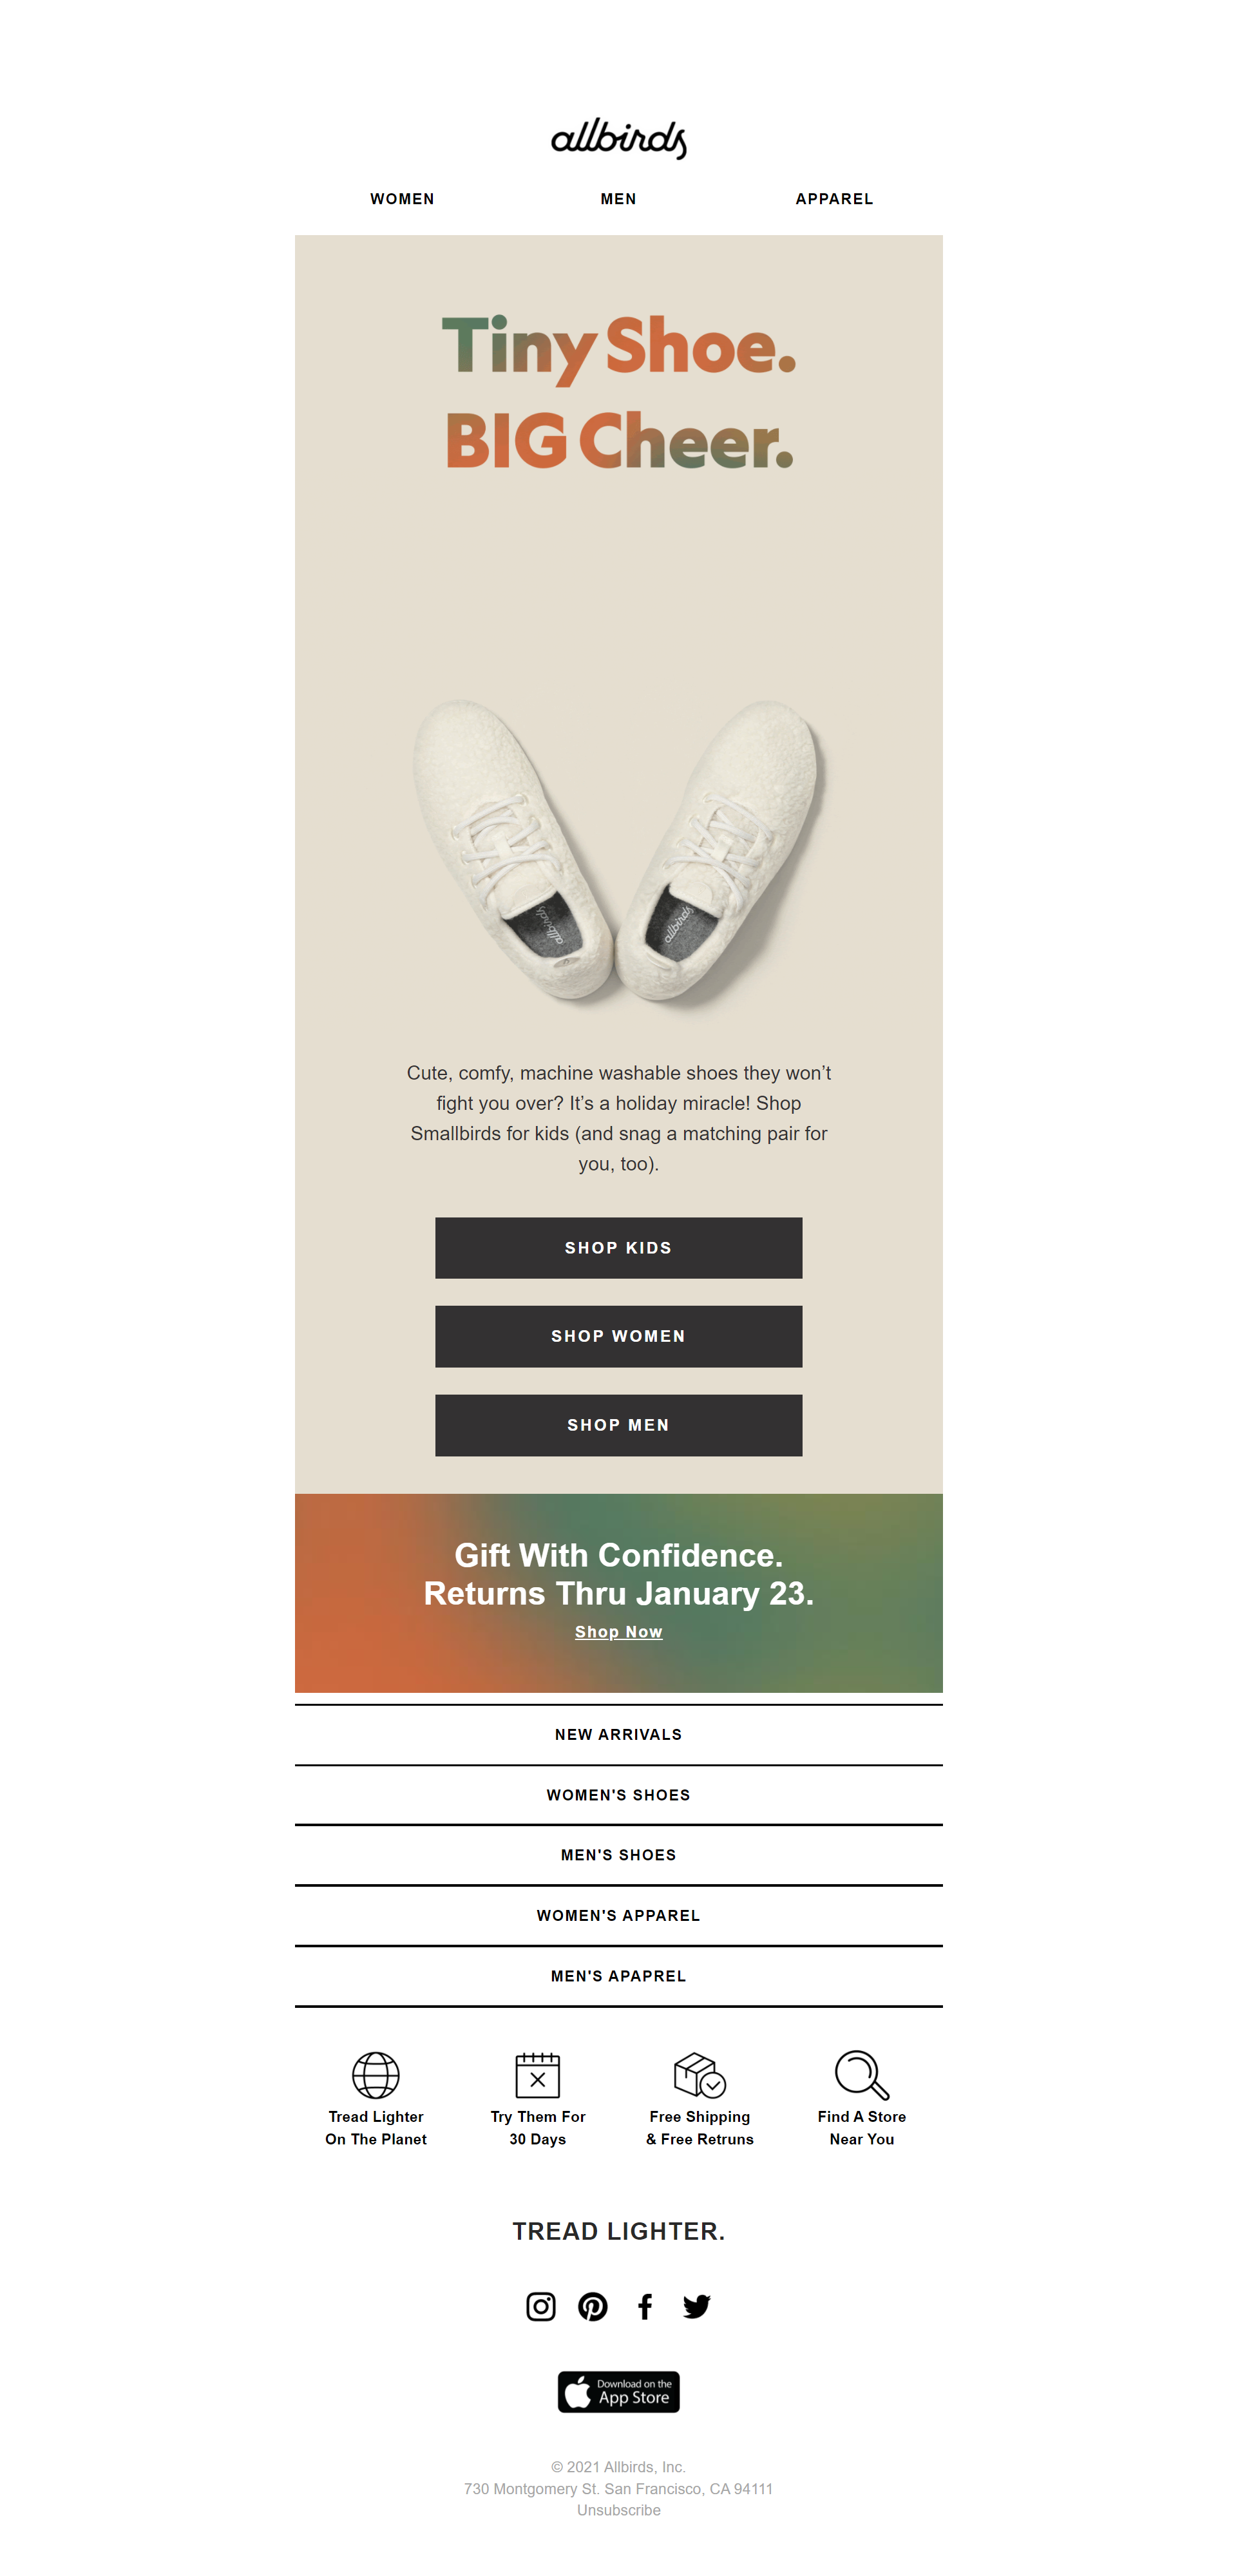 allbirds
WOMEN MEN APPAREL
Tiny Shoe.
BIG Cheer.
allbirds allbirds
Cute, comfy, machine washable shoes they won’t
fight you over? It’s a holiday miracle! Shop
Smallbirds for kids (and snag a matching pair for
you, too).
SHOP KIDS
SHOP WOMEN
SHOP MEN
Gift With Confidence.
Returns Thru January 23.
Shop Now
NEW ARRIVALS
WOMEN'S SHOES
MEN'S SHOES
WOMEN'S APPAREL
MEN'S APAPREL
Tread Lighter
On The Planet
Try Them For
30 Days
Free Shipping
& Free Retruns
Find A Store
Near You
TREAD LIGHTER.
Download on the
App Store
© 2021 Allbirds, Inc.
730 Montgomery St. San Francisco, CA 94111
Unsubscribe